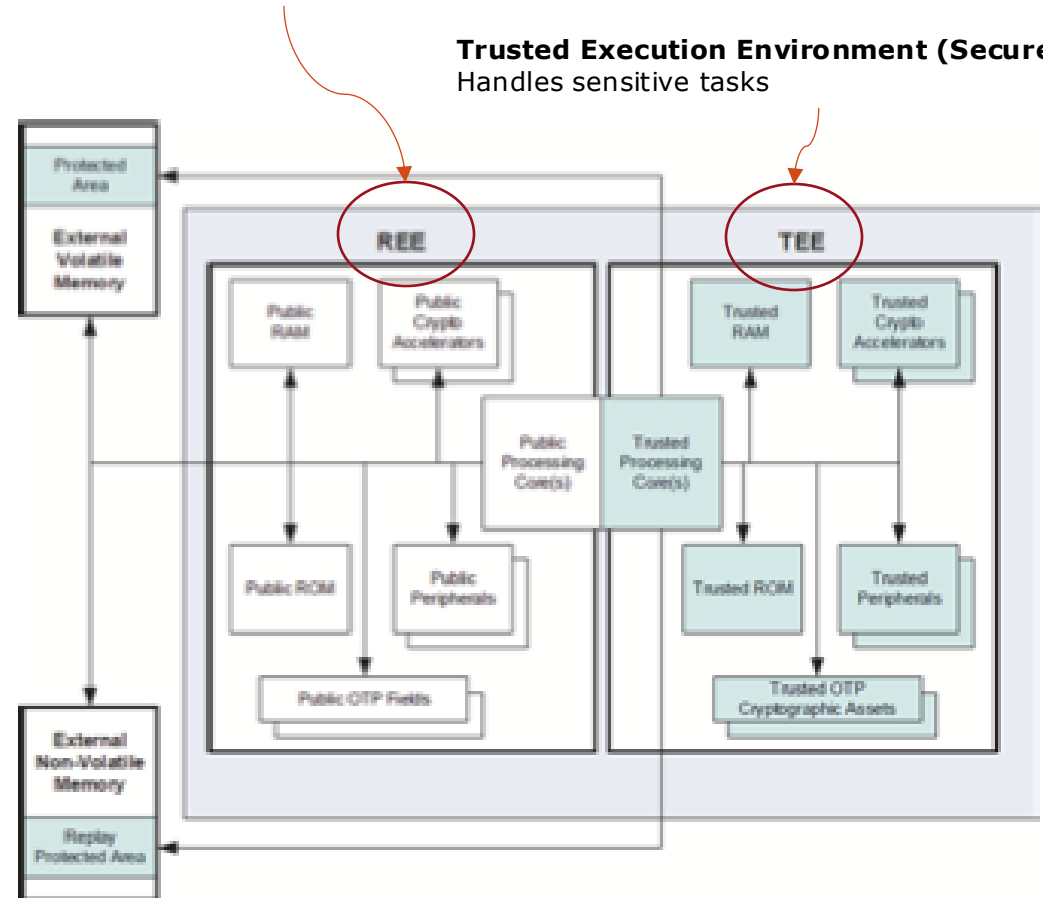 Trusted Execution Environment (Secure
Handles sensitive tasks
Protected
Area
External
Volatile
Memory
REE
TEE
Public
RAM
Public
Crypto
Accelerators
Trusted
RAM
Trusted
Crypto
Accelerators
Public
Processing
Core(s)
Trusted
Processing
Core(s)
Public ROM
Public
Peripherals
Trusted ROM
Trusted
Peripherals
Public OTP Fields
Trusted OTP
Cryptographic Assets
External
Non-Volatile
Memory
Replay
Protected Area